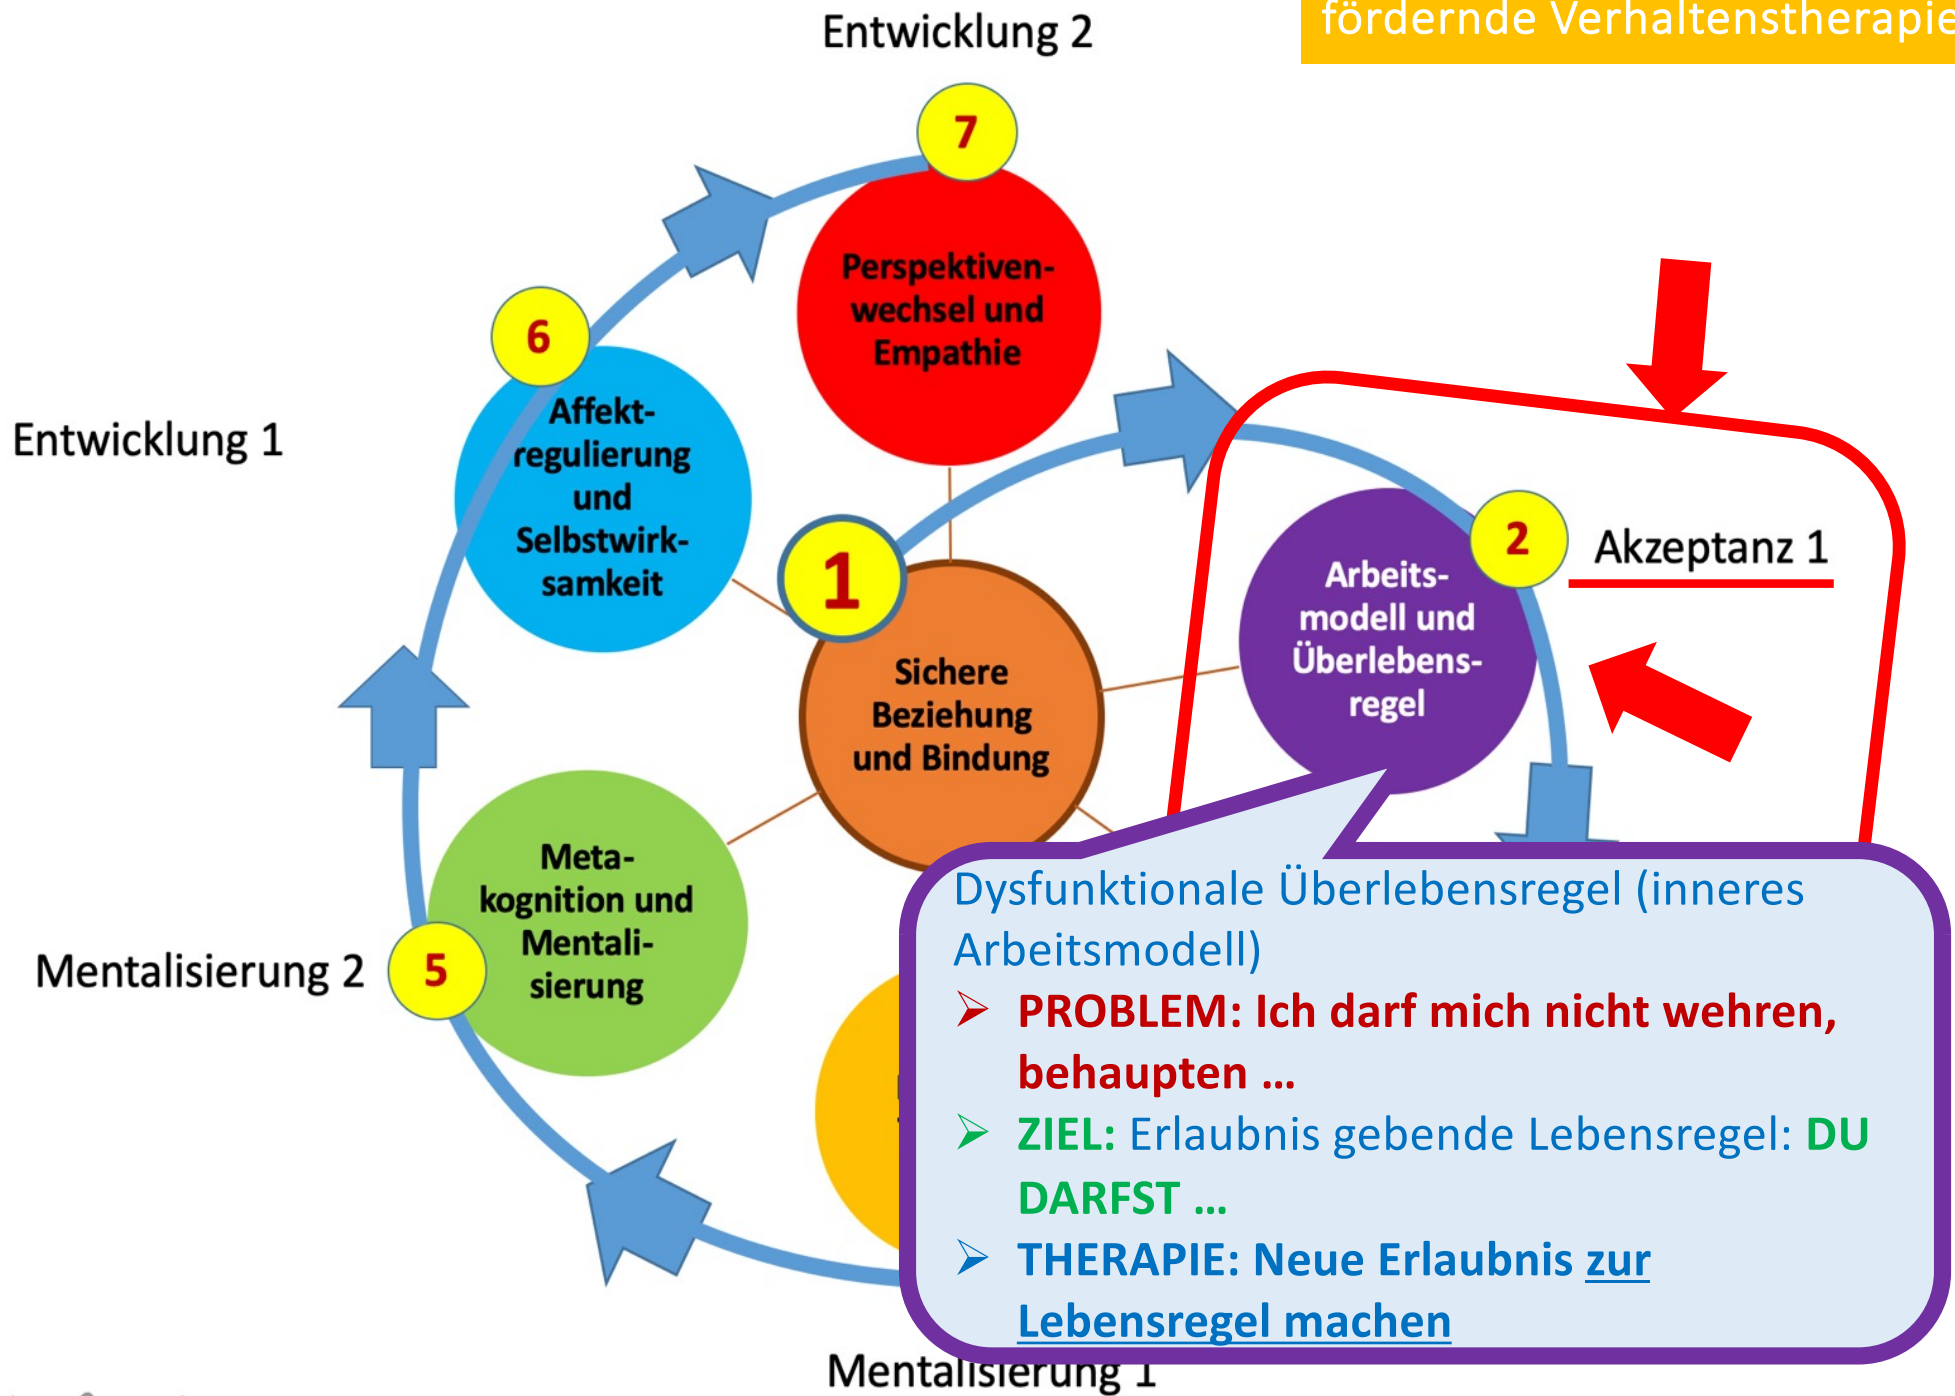 fördernde Verhaltenstherapie
Entwicklung 2
7
Perspektiven-
wechsel und
Empathie
6
Affekt-
regulierung
und
Selbstwirk-
samkeit
Entwicklung 1
1
Sichere
Beziehung
und Bindung
2
Akzeptanz 1
Arbeits-
modell und
Überlebens-
regel
Meta-
kognition und
Mentali-
sierung
Mentalisierung 2
5
Dysfunktionale Überlebensregel (inneres
Arbeitsmodell)
➢ PROBLEM: Ich darf mich nicht wehren,
behaupten …
➢ ZIEL: Erlaubnis gebende Lebensregel: DU
DARFST …
➢ THERAPIE: Neue Erlaubnis zur
Lebensregel machen
Mentalisierung 1